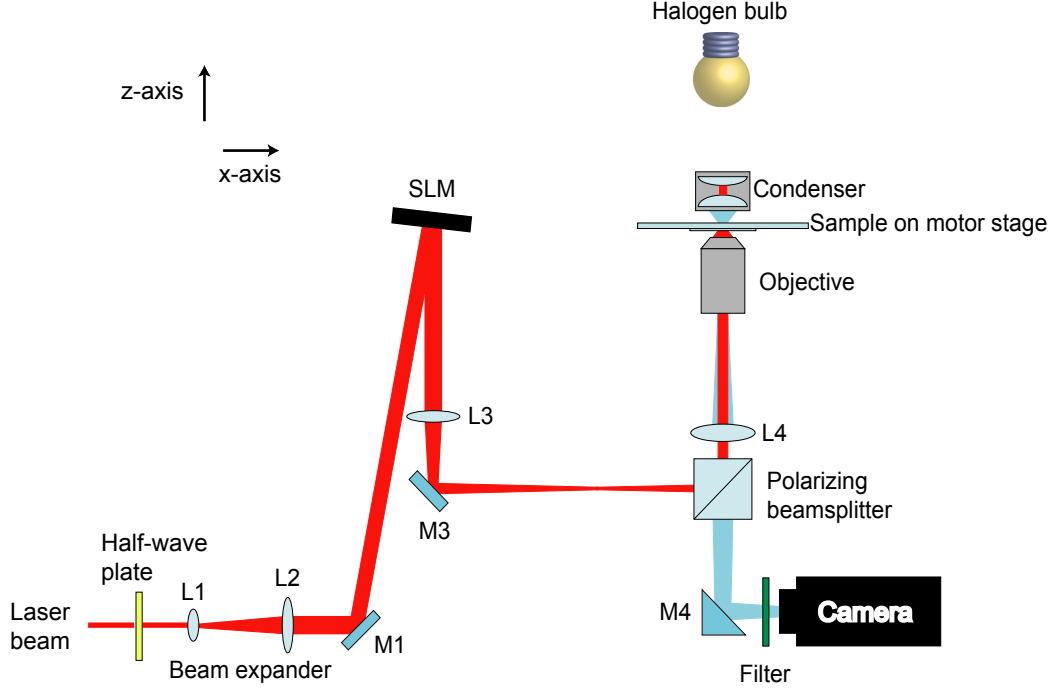 Halogen bulb
z-axis
x-axis
SLM
Condenser
Sample on motor stage
Objective
L3
L4
Polarizing
beamsplitter
M3
Half-wave
plate
L1
L2
Laser
beam
M1
Beam expander
M4
Camera
Filter